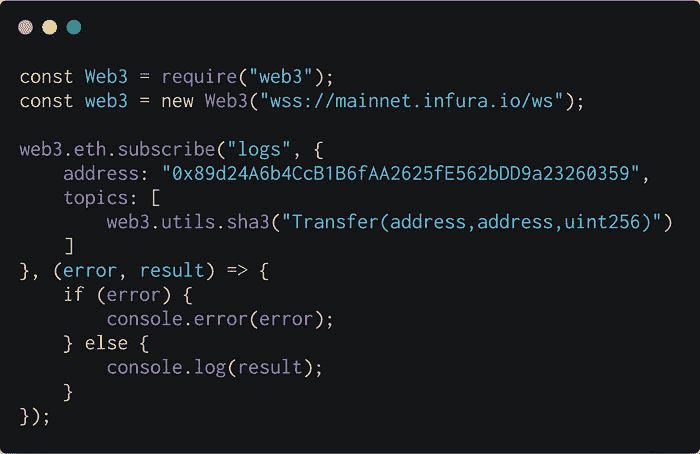 const Web3 = require("web3");
const web3 = new Web3("wss://mainnet.infura.io/ws");

web3.eth.subscribe("logs", {
    address: "0x89d24A6b4CcB1B6fAA2625fE562bDD9a23260359",
    topics: [
        web3.utils.sha3("Transfer(address,address,uint256)")
    ]
}, (error, result) => {
    if (error) {
        console.error(error);
    } else {
        console.log(result);
    }
});